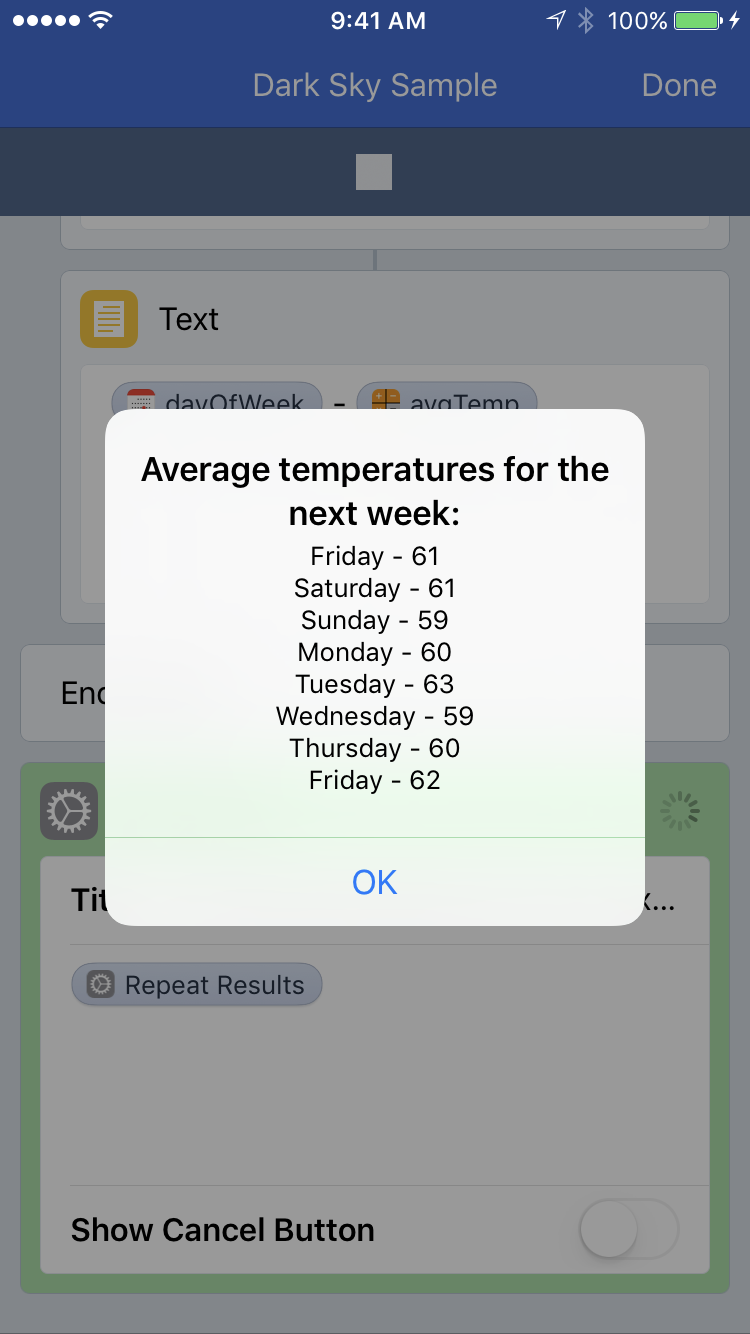 9:41 AM 100%
Dark Sky Sample Done
Text
dayOfWeek - avgTemp
Average temperatures for the
next week:
Friday - 61
Saturday - 61
Sunday - 59
Monday - 60
Tuesday - 63
Wednesday - 59
Thursday - 60
Friday - 62
OK
Repeat Results
Show Cancel Button